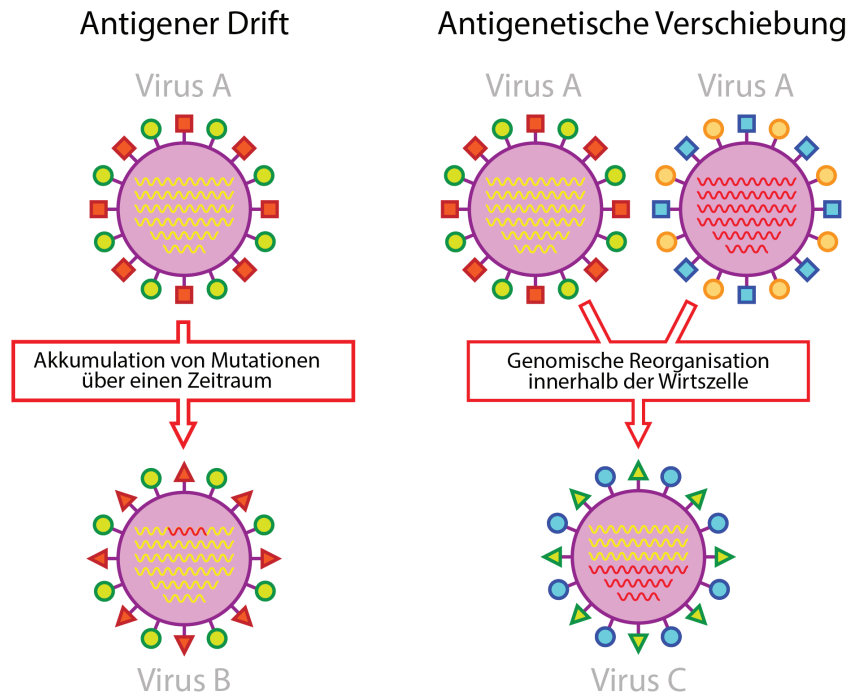 Antigener Drift
Virus A
Akkumulation von Mutationen
über einen Zeitraum
Virus B
Antigenetische Verschiebung
Virus A
Virus A
Genomische Reorganisation
innerhalb der Wirtszelle
Virus C